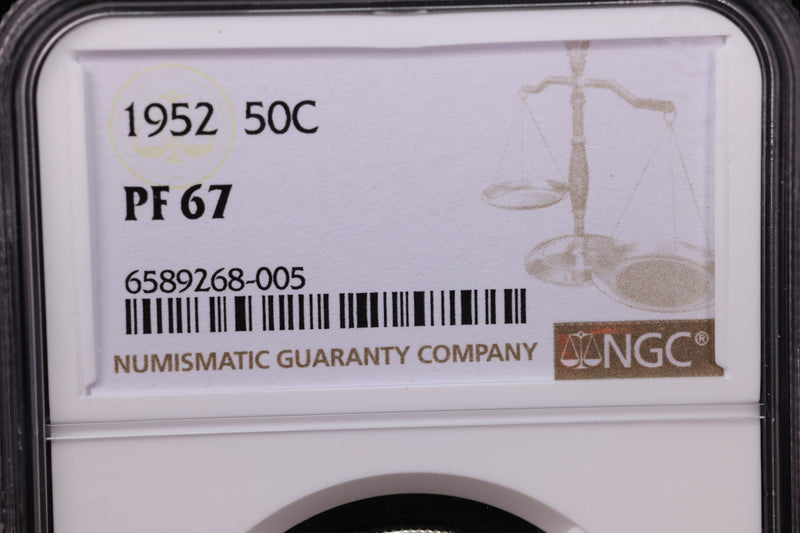 1952 50C
PF 67
6589268-005
NUMISMATIC GUARANTY COMPANY
NGC®